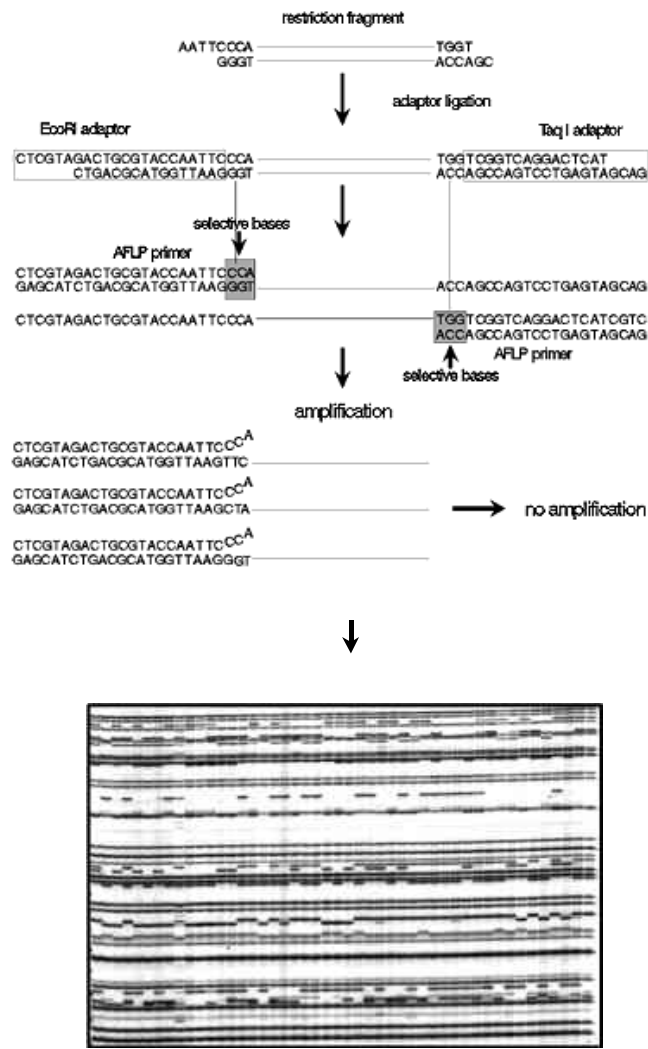 restriction fragment
AATTCCCA TGGT
GGGT ACCAGC
adaptor ligation
EcoRI adaptor Taq I adaptor
CTCGTAGACTGCGTACCAATTCCCA TGGTCGGTCAGGACTCAT
CTGACGCATGGTTAAGGGT ACCAGCCAGTCCTGAGTAGCAG
selective bases
AFLP primer
CTCGTAGACTGCGTACCAATTCCCA
GAGCATCTGACGCATGGTTAAGGGT ACCAGCCAGTCCTGAGTAGCAG
CTCGTAGACTGCGTACCAATTCCCA TGGTCGGTCAGGACTCATCGTC
ACCAGCCAGTCCTGAGTAGCAG
AFLP primer
selective bases
amplification
CTCGTAGACTGCGTACCAATTCCCA
GAGCATCTGACGCATGGTTAAGTTC
CTCGTAGACTGCGTACCAATTCCCA
GAGCATCTGACGCATGGTTAAGCTA
no amplification
CTCGTAGACTGCGTACCAATTCCCA
GAGCATCTGACGCATGGTTAAGGGT